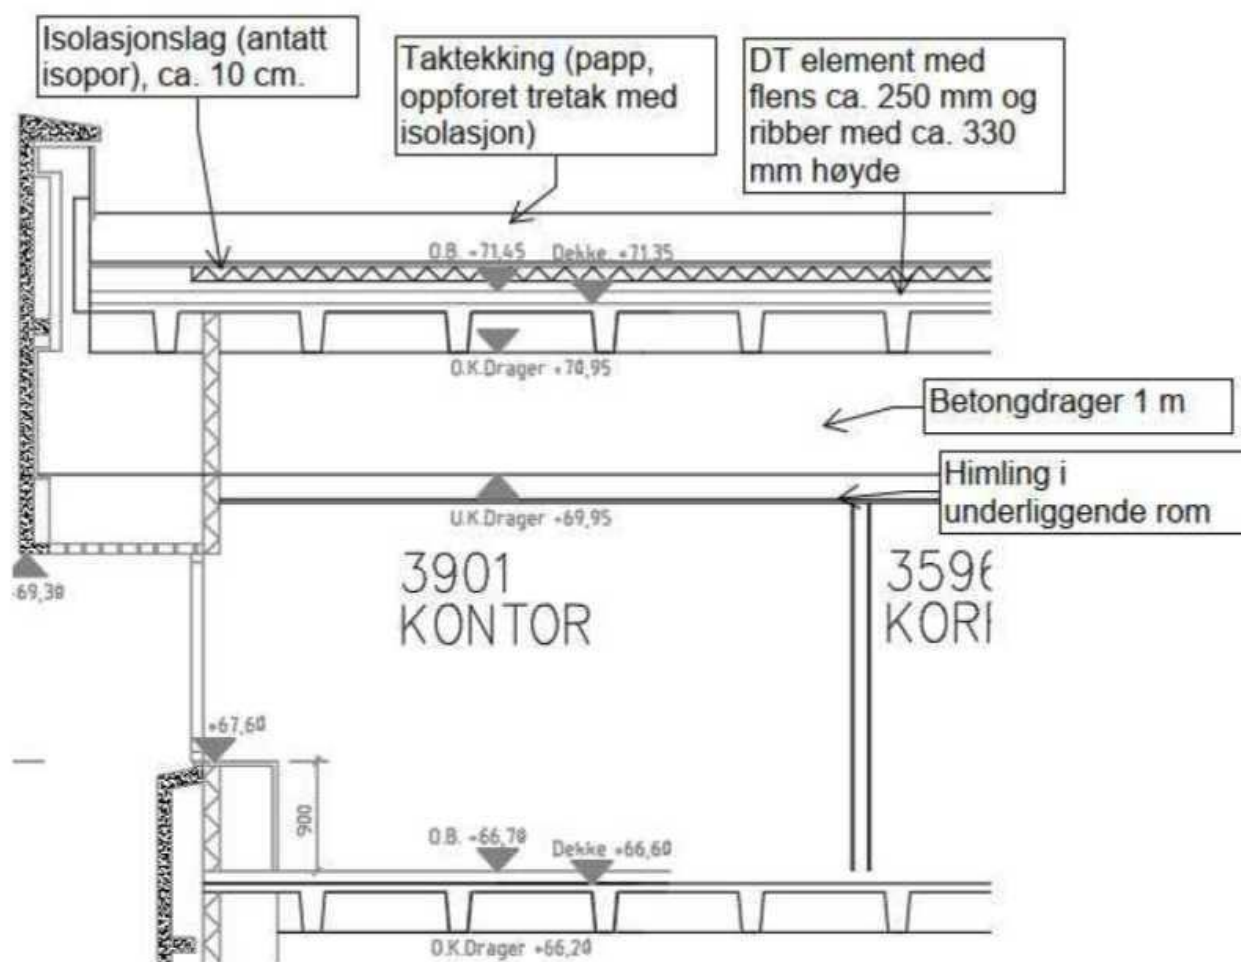 Isolasjonslag (antatt
isopor), ca. 10 cm.
Taktekking (papp,
oppforet tretak med
isolasjon)
DT element med
flens ca. 250 mm og
ribber med ca. 330
mm høyde
O.B. +71,45
Dekke. +71.35
O.K.Drager +70,95
Betongdrager 1 m
Himling i
underliggende rom
U.K.Drager +69,95
3901
KONTOR
3596
KORI
+69,30
+67,60
900
O.B. +66,70
Dekke +66,60
O.K.Drager +66,20